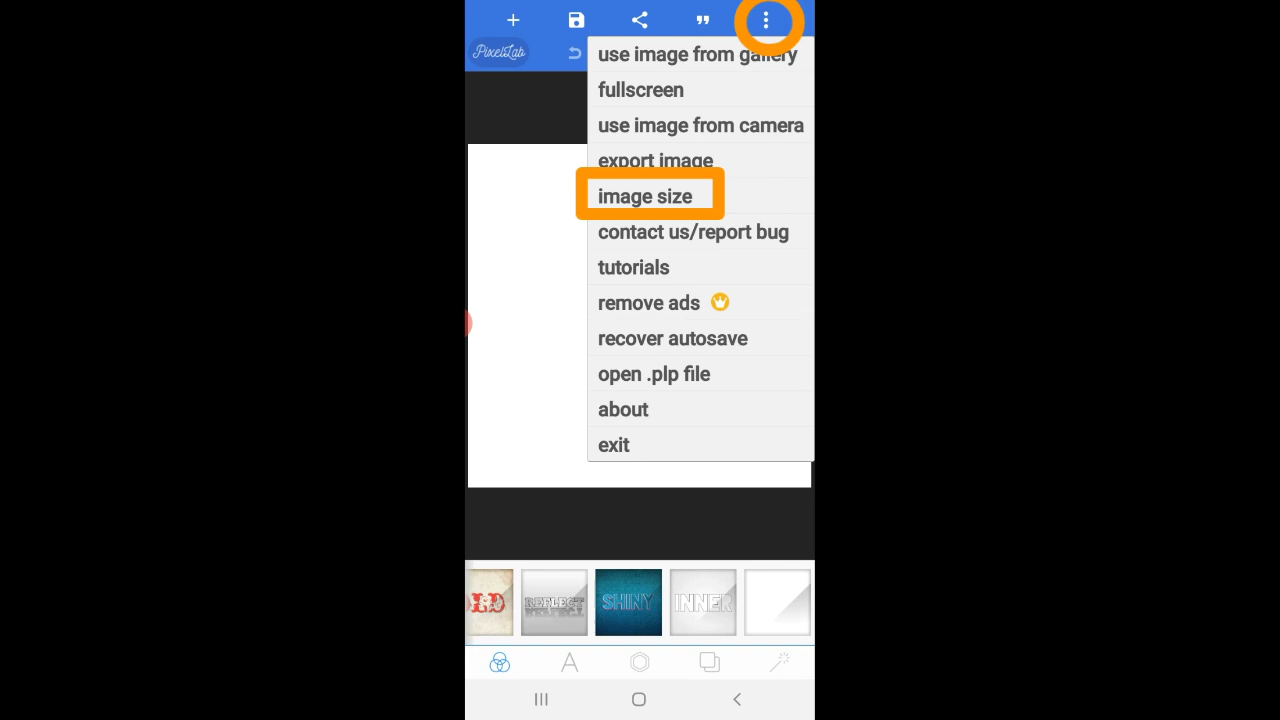 PixelLab
use image from gallery
fullscreen
use image from camera
export image
image size
contact us/report bug
tutorials
remove ads
recover autosave
open .plp file
about
exit
REFLECT
SHINY
INNER